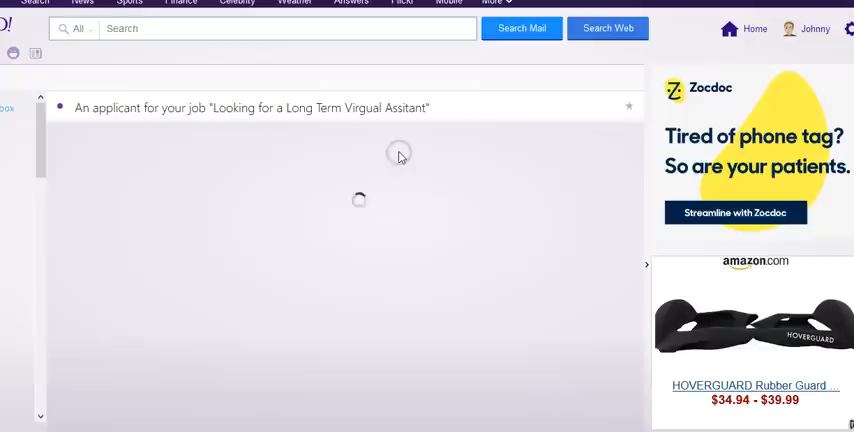 Search News Sports Finance Celebrity Weather Answers Flickr Mobile More
O!
All Search Search Mail Search Web Home Johnny
box
An applicant for your job "Looking for a Long Term Virgual Assitant"
Zocdoc
Tired of phone tag?
So are your patients.
Streamline with Zocdoc
amazon.com
HOVERGUARD
HOVERGUARD Rubber Guard ...
$34.94 - $39.99